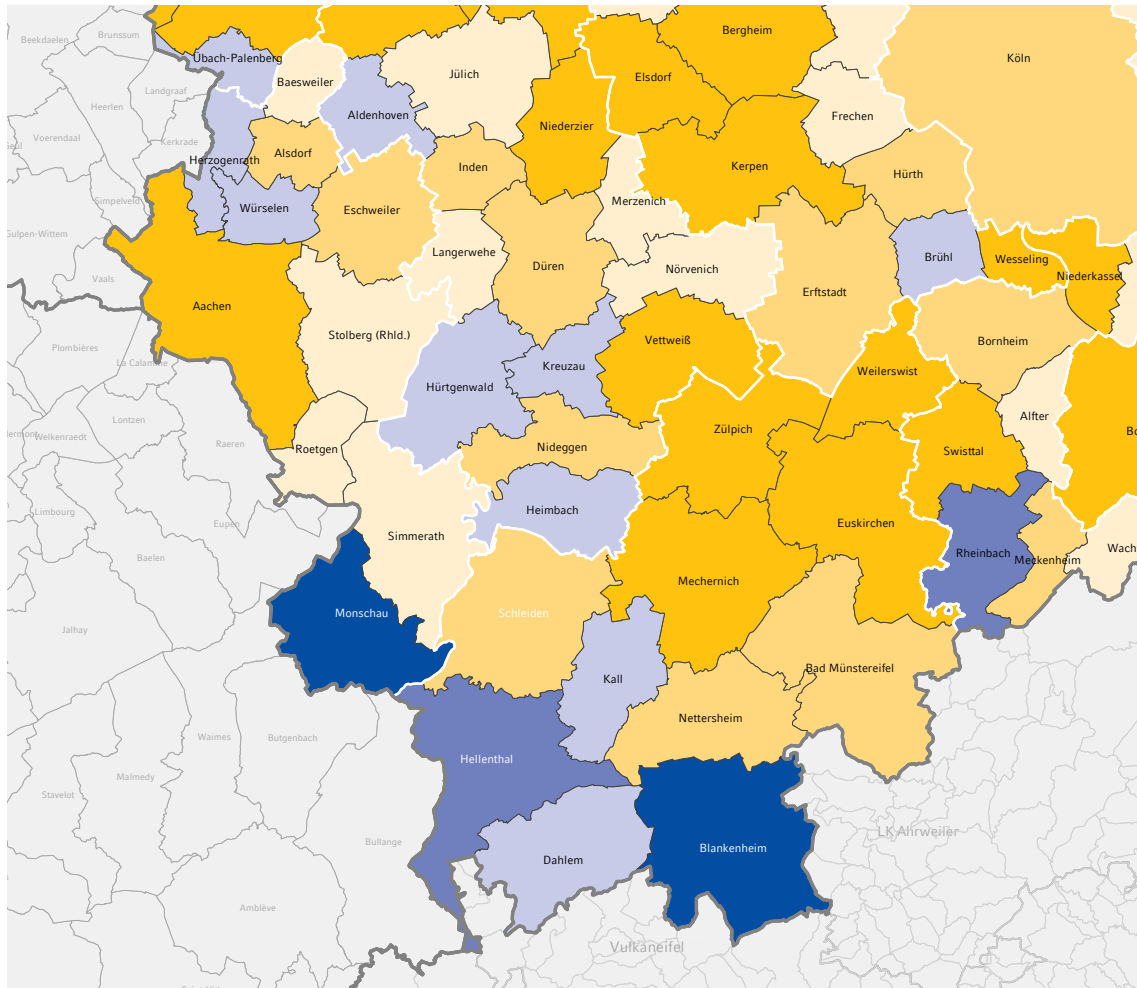 Beekdaelen
Brunssum
Übach-Palenberg
Bergheim
Köln
Jülich
Baesweiler
Elsdorf
Landgraaf
Heerlen
Aldenhoven
Frechen
Niederzier
Voerendaal
Kerkrade
Alsdorf
Herzogenrath
Inden
Kerpen
Hürth
Simpelveld
Würselen
Eschweiler
Merzenich
Gulpen-Wittem
Langerwehe
Brühl
Wesseling
Düren
Nörvenich
Niederkassel
Vaals
Erftstadt
Aachen
Stolberg (Rhld.)
Vettweiß
Bornheim
Plombières
La Calamine
Kreuzau
Weilerswist
Hürtgenwald
Lontzen
Alfter
Welkenraedt
Raeren
Zülpich
Roetgen
Nideggen
Swisttal
Limbourg
Heimbach
Eupen
Euskirchen
Simmerath
Baelen
Rheinbach
Wach
Meckenheim
Mechernich
Monschau
Schleiden
Jalhay
Bad Münstereifel
Kall
Nettersheim
Waimes
Butgenbach
Hellenthal
Malmedy
Stavelot
LK Ahrweiler
Bullange
Blankenheim
Dahlem
Amblève
Vulkaneifel